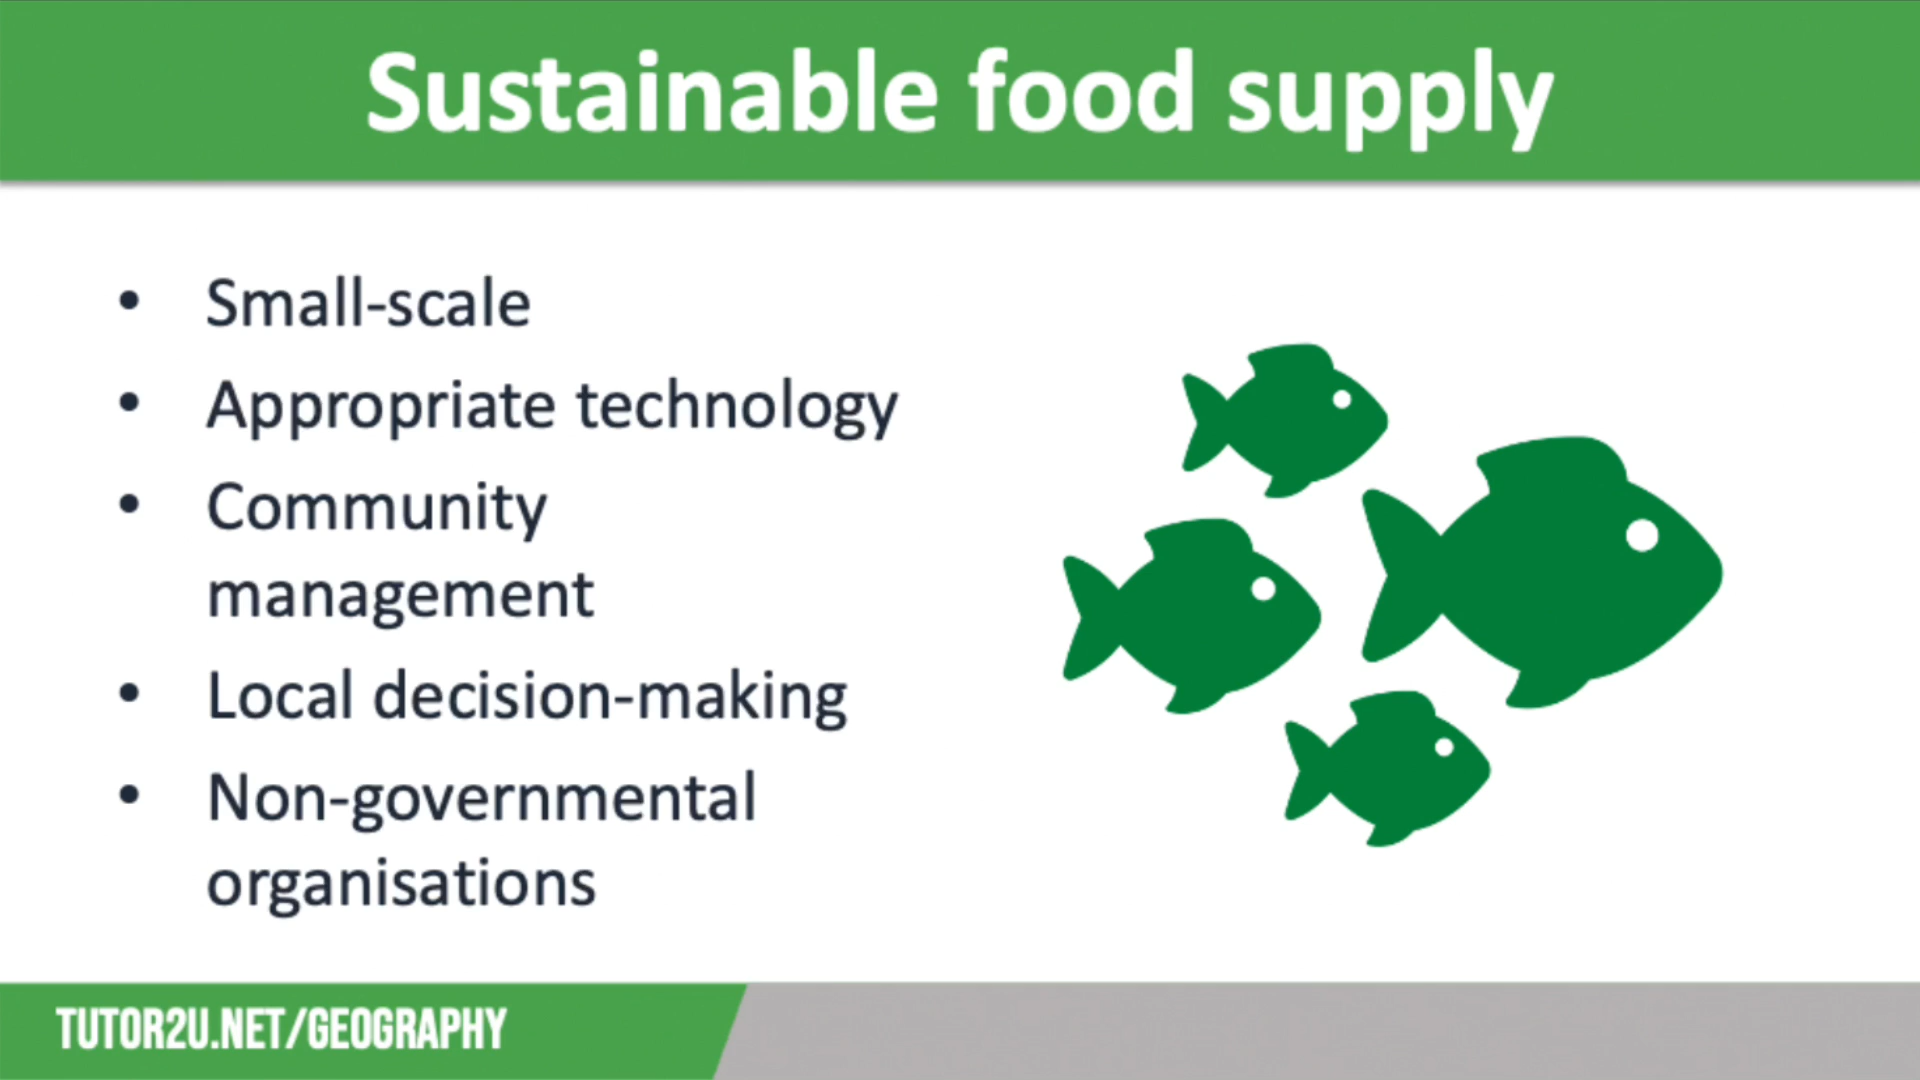 Sustainable food supply
• Small-scale
• Appropriate technology
• Community
management
• Local decision-making
• Non-governmental
organisations
TUTOR2U.NET/GEOGRAPHY